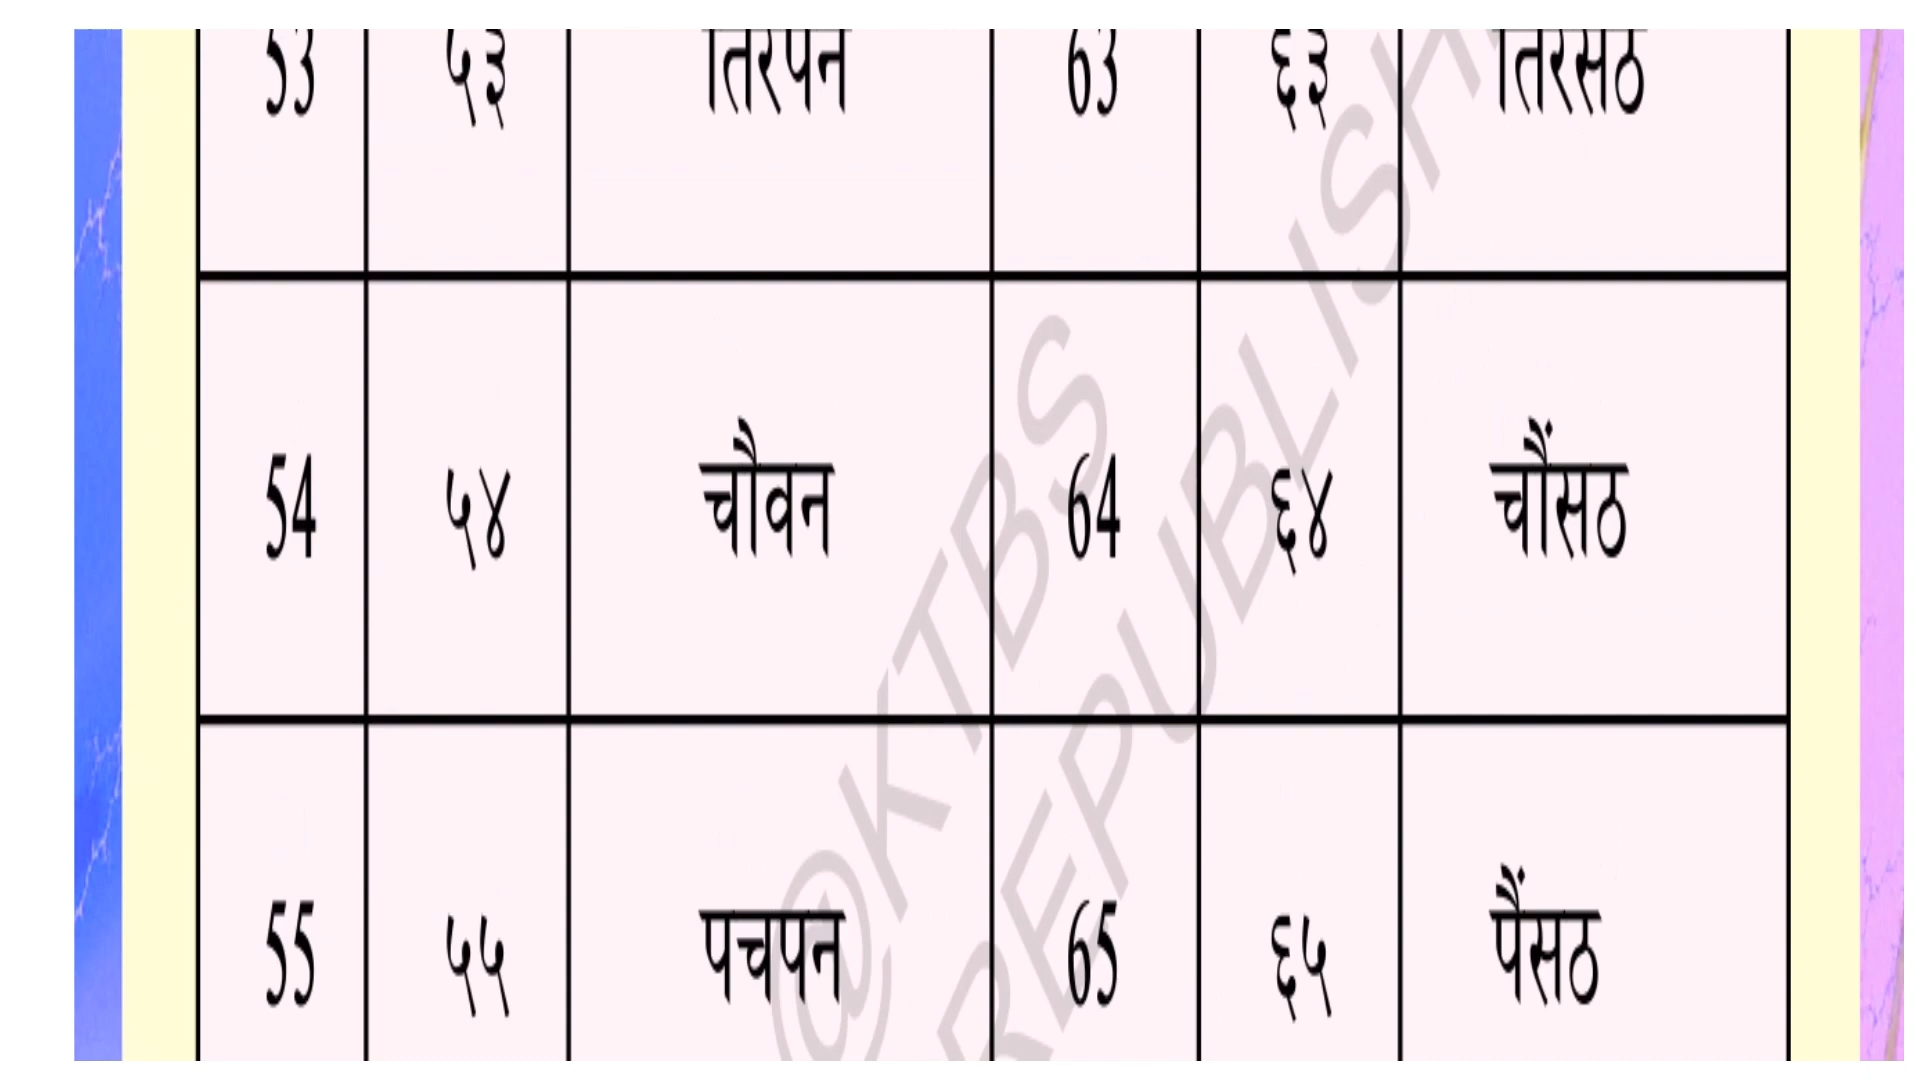 53 ५३ तिरपन 63 ६३ तिरसठ
54 ५४ चौवन 64 ६४ चौंसठ
55 ५५ पचपन 65 ६५ पैंसठ
@KTBS
REPUBLISH